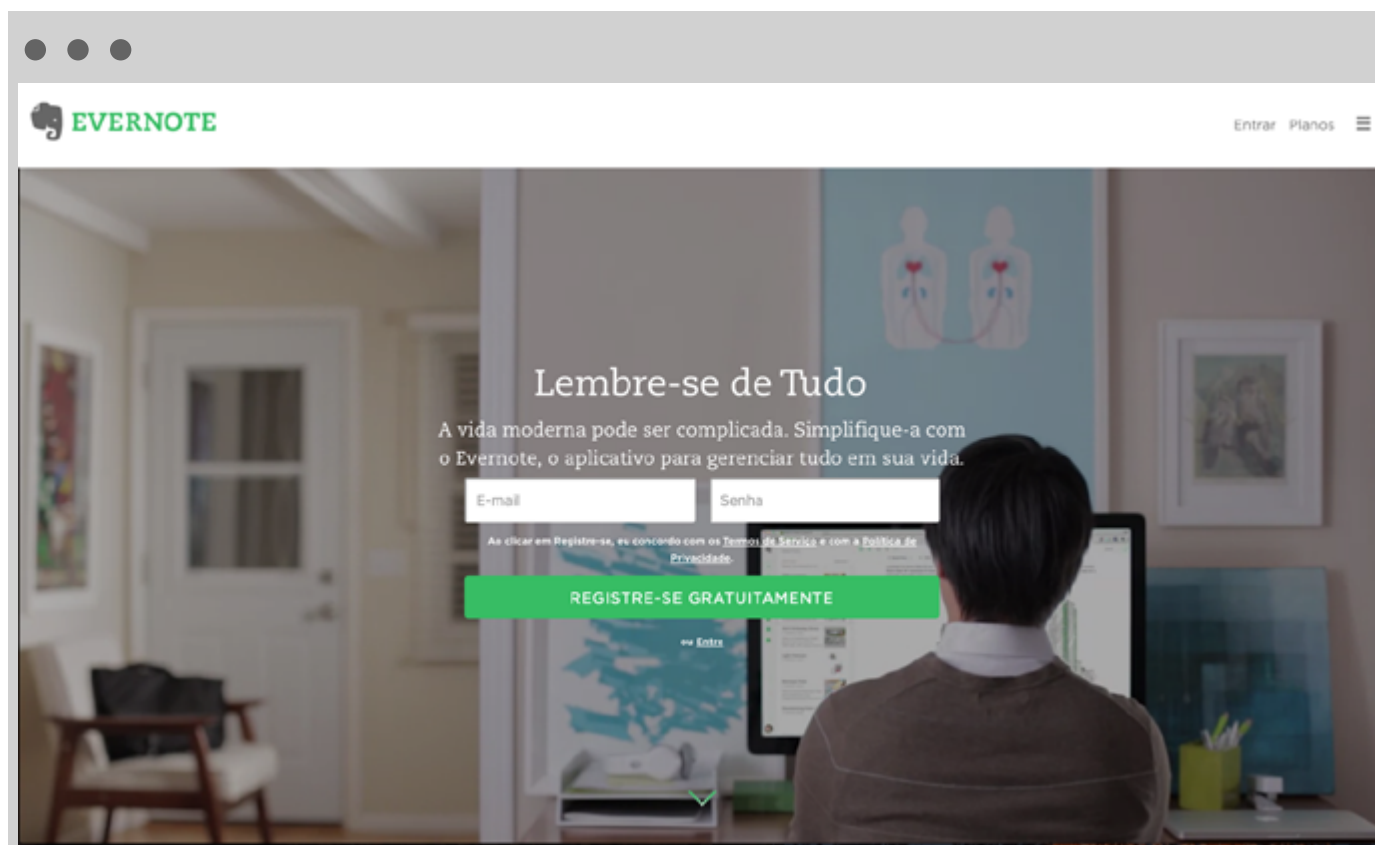 EVERNOTE
Entrar Planos
Lembre-se de Tudo
A vida moderna pode ser complicada. Simplifique-a com
o Evernote, o aplicativo para gerenciar tudo em sua vida.
E-mail Senha
Ao clicar em Registre-se, eu concordo com os Termos de Serviço e com a Política de
Privacidade.
REGISTRE-SE GRATUITAMENTE
ou Entre